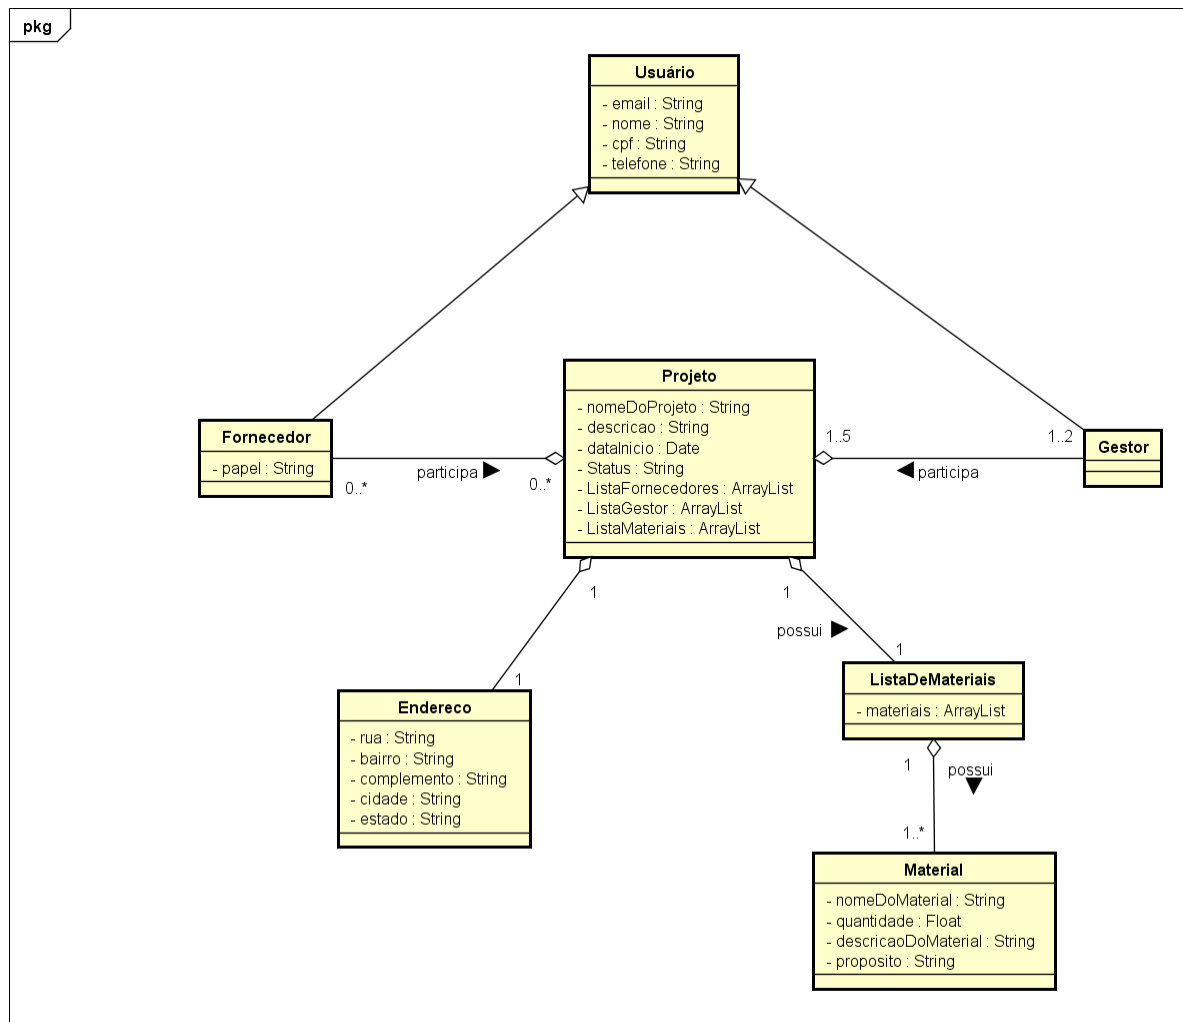 pkg
Usuário
- email : String
- nome : String
- cpf : String
- telefone : String
Fornecedor
- papel : String
0..*
participa
0..*
Projeto
- nomeDoProjeto : String
- descricao : String
- dataInicio : Date
- Status : String
- ListaFornecedores : ArrayList
- ListaGestor : ArrayList
- ListaMateriais : ArrayList
1..5
participa
1..2
Gestor
1
1
Endereco
- rua : String
- bairro : String
- complemento : String
- cidade : String
- estado : String
1
possui
1
ListaDeMateriais
- materiais : ArrayList
1
possui
1..*
Material
- nomeDoMaterial : String
- quantidade : Float
- descricaoDoMaterial : String
- proposito : String